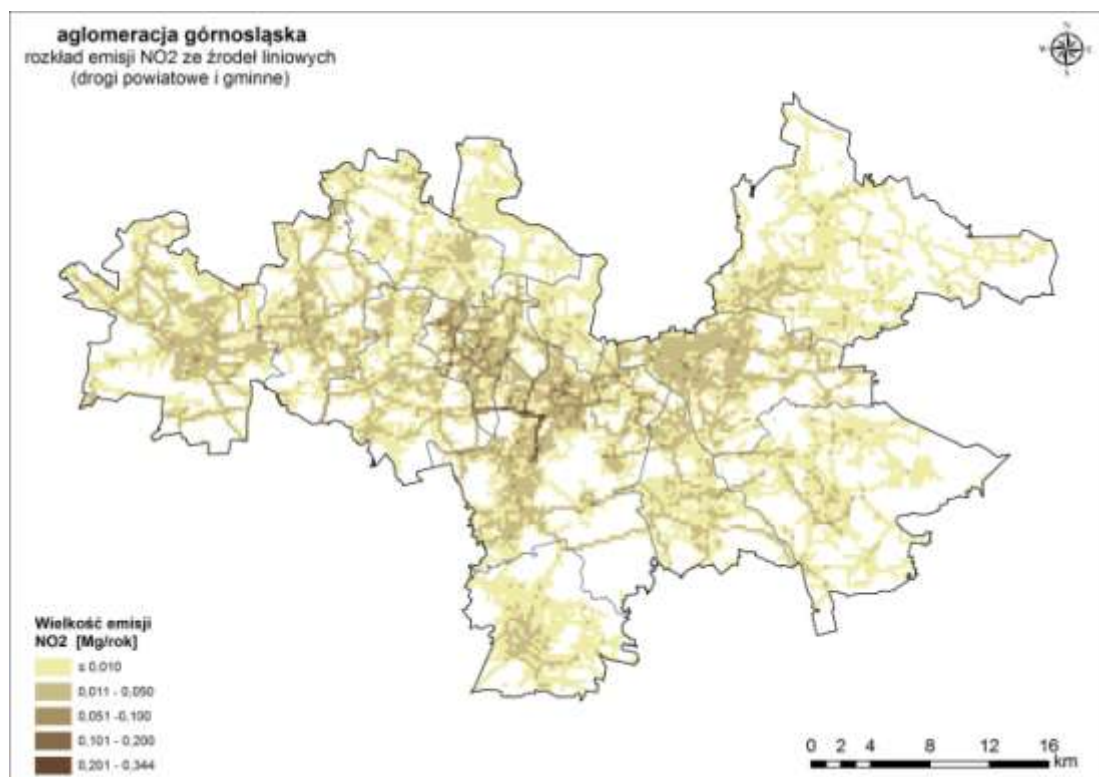 aglomeracja górnośląska
rozkład emisji NO2 ze źrodeł liniowych
(drogi powiatowe i gminne)
N
W
E
S
Wielkość emisji
NO2 [Mg/rok]
≤ 0,010
0,011 - 0,050
0,051 -0,100
0,101 - 0,200
0,201 - 0,344
0 2 4 8 12 16
km